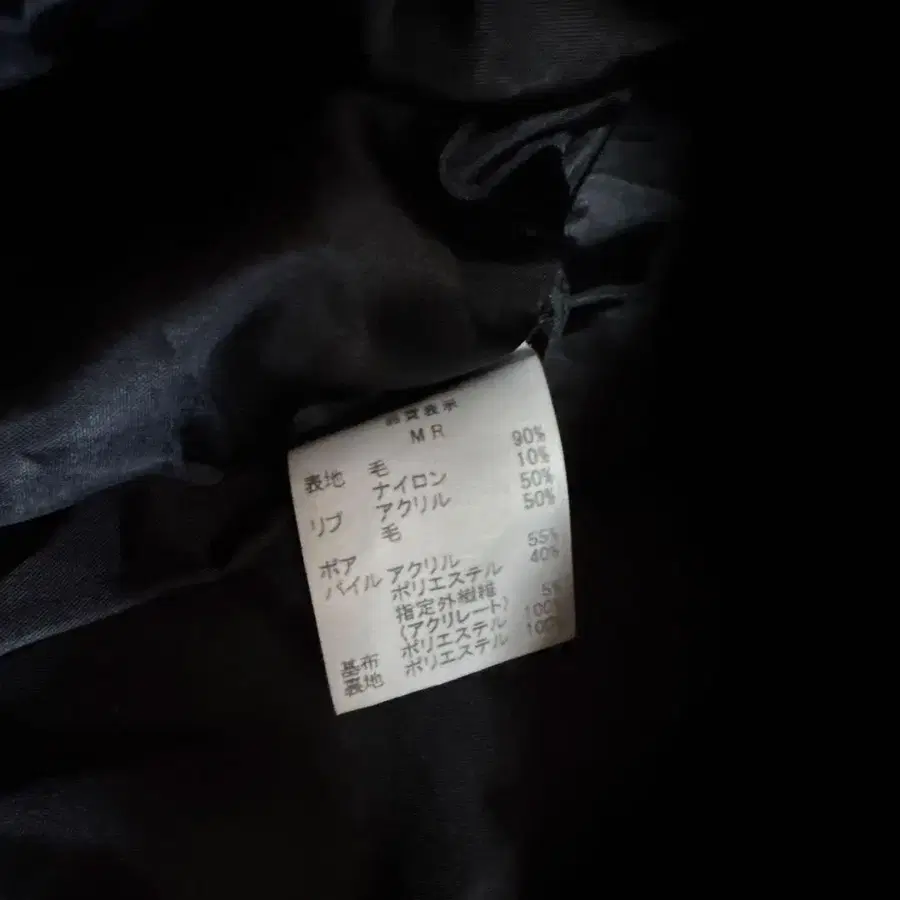 品質表示
MR
表地 毛 90%
ナイロン 10%
リブ アクリル 50%
毛 50%
ボア
パイル アクリル 55%
ポリエステル 40%
指定外繊維
(アクリレート) 5%
基布 ポリエステル 100%
表地 ポリエステル 100%